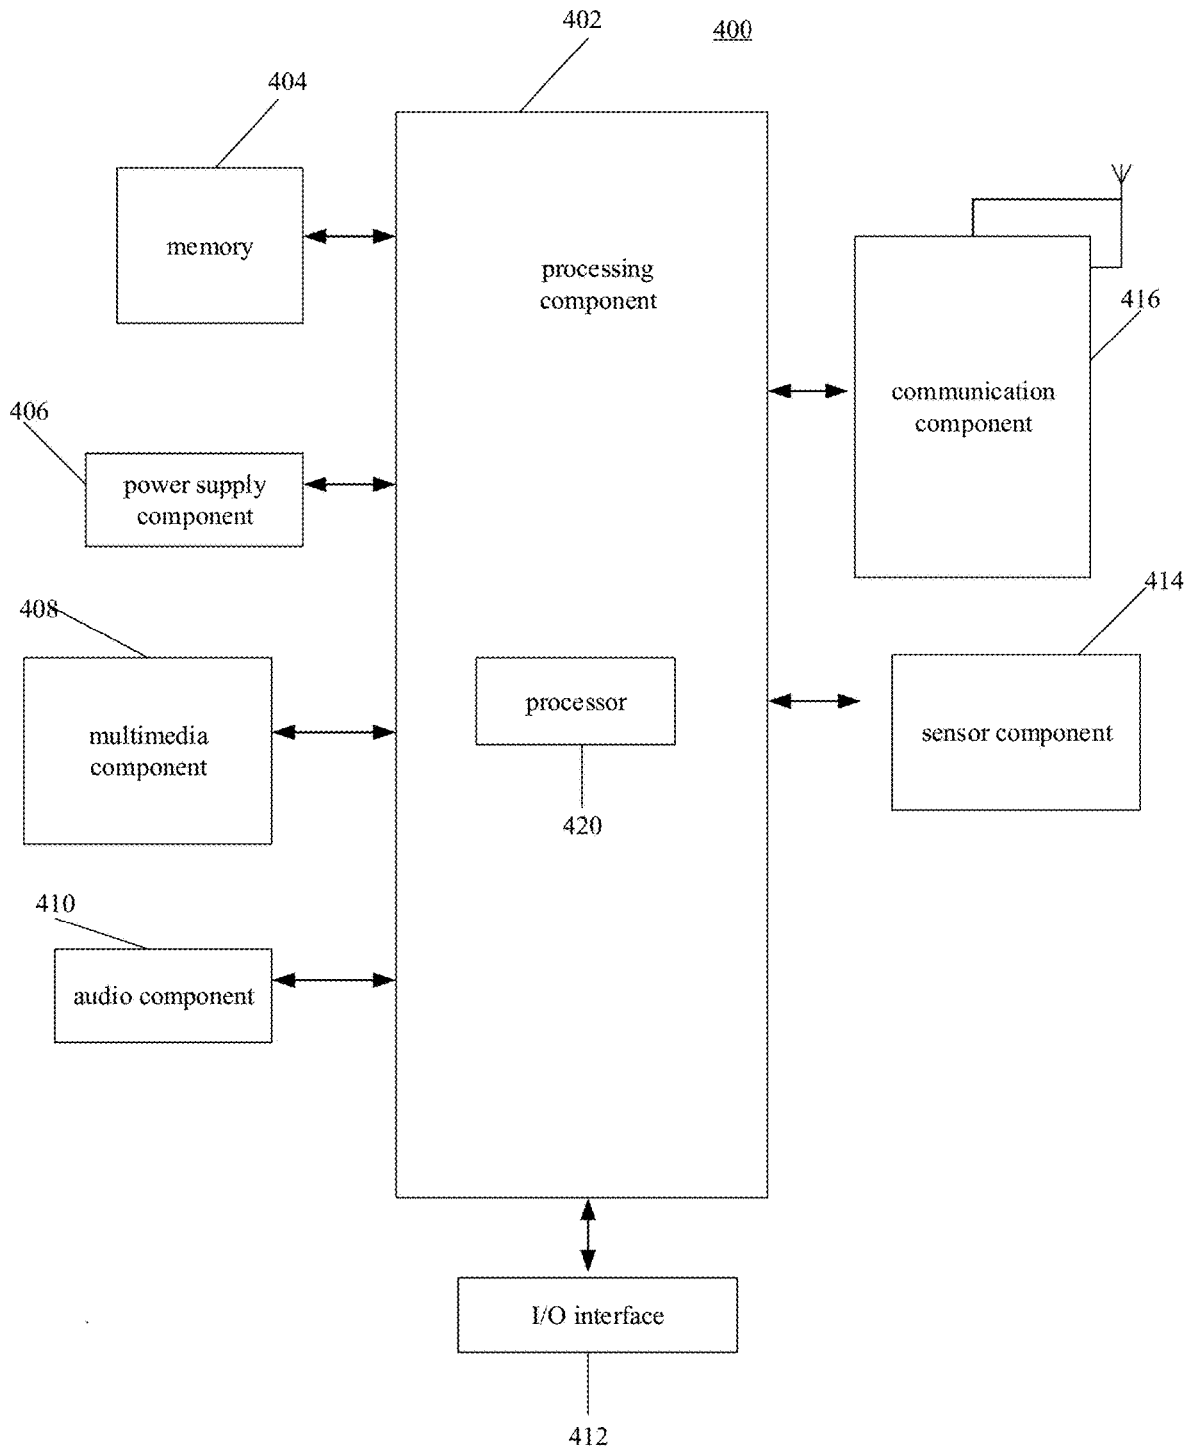 402
400
404
memory
processing
component
416
communication
component
406
power supply
component
414
408
multimedia
component
processor
sensor component
420
410
audio component
I/O interface
412